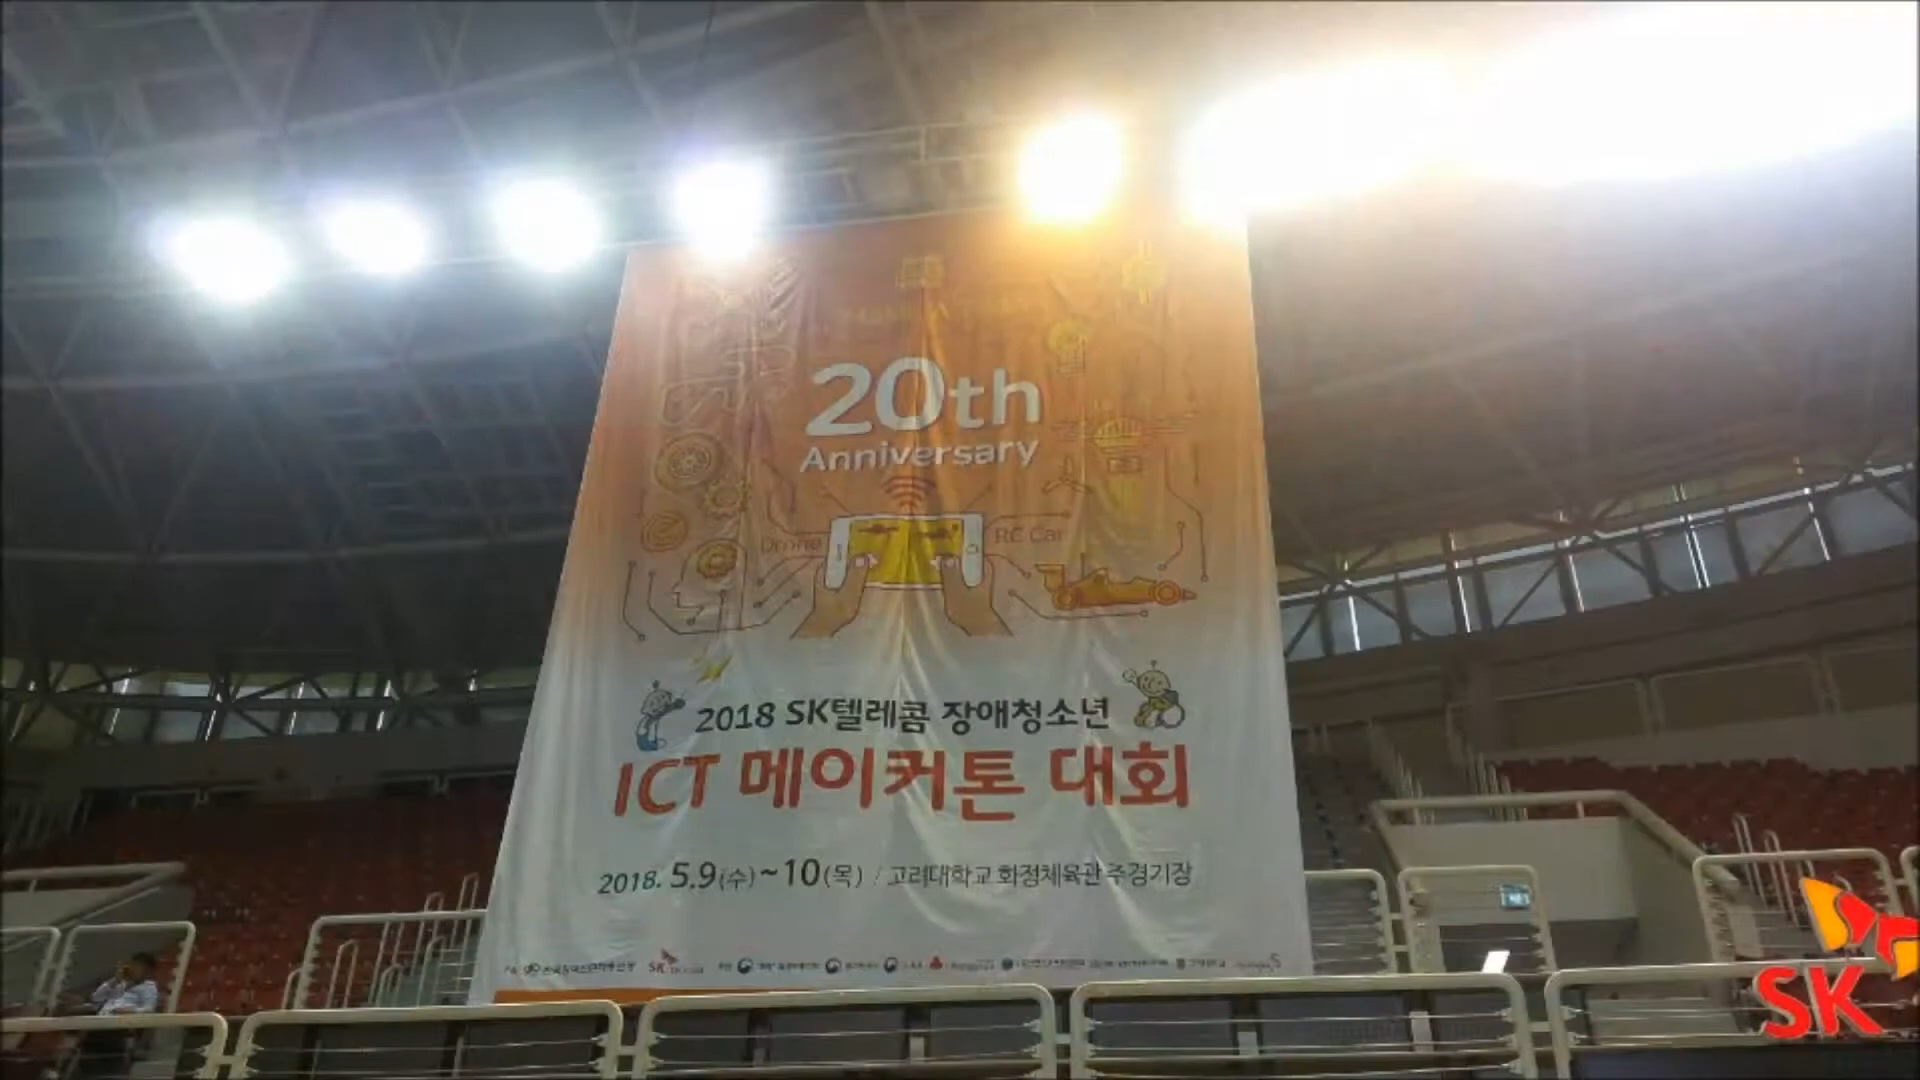 20th
Anniversary
Drone
RC Car
2018 SK텔레콤 장애청소년
ICT 메이커톤 대회
2018. 5.9(수)~10(목) / 고려대학교 화정체육관 주경기장
SK
SK